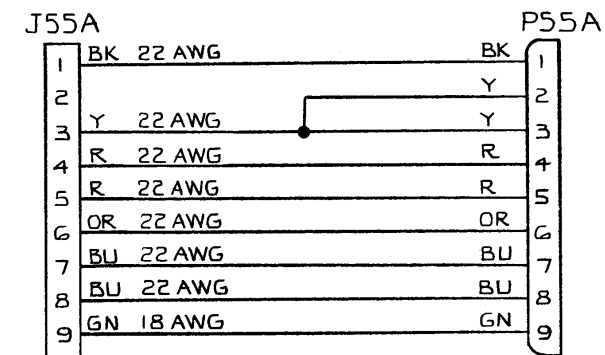 J55A P55A
1 BK 22 AWG BK 1
2 Y 2
3 Y 22 AWG Y 3
4 R 22 AWG R 4
5 R 22 AWG R 5
6 OR 22 AWG OR 6
7 BU 22 AWG BU 7
8 BU 22 AWG BU 8
9 GN 18 AWG GN 9